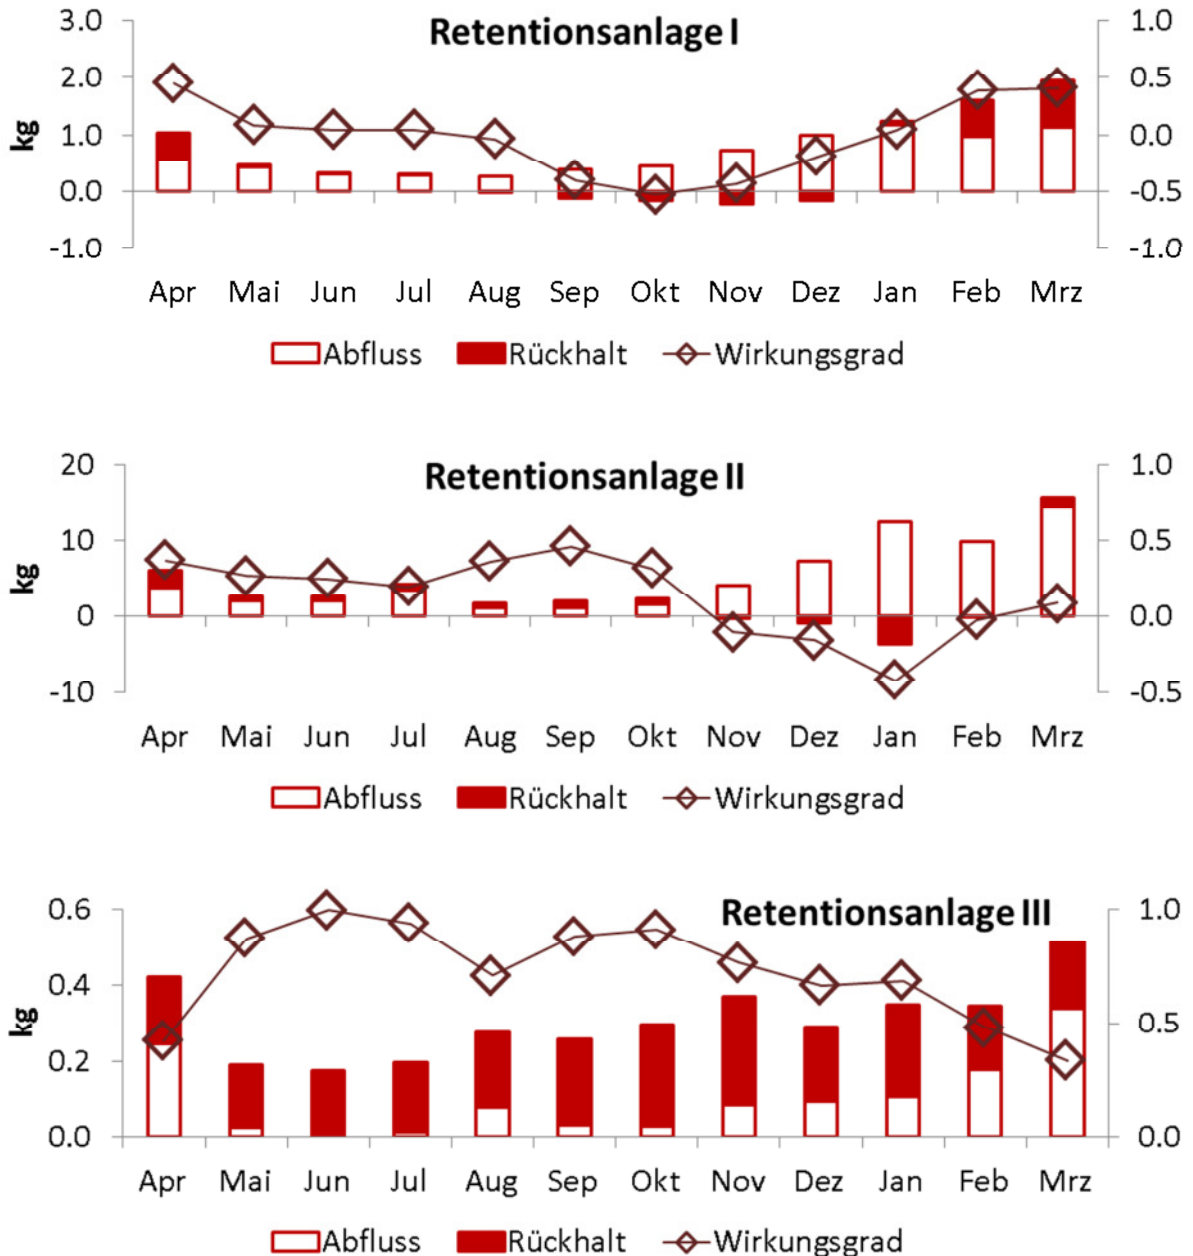 Retentionsanlage I
3.0
2.0
1.0
0.0
-1.0
kg
1.0
0.5
0.0
-0.5
-1.0
Apr Mai Jun Jul Aug Sep Okt Nov Dez Jan Feb Mrz
Abfluss Rückhalt Wirkungsgrad
Retentionsanlage II
20
10
0
-10
kg
1.0
0.5
0.0
-0.5
Apr Mai Jun Jul Aug Sep Okt Nov Dez Jan Feb Mrz
Abfluss Rückhalt Wirkungsgrad
Retentionsanlage III
0.6
0.4
0.2
0.0
kg
1.0
0.5
0.0
Apr Mai Jun Jul Aug Sep Okt Nov Dez Jan Feb Mrz
Abfluss Rückhalt Wirkungsgrad